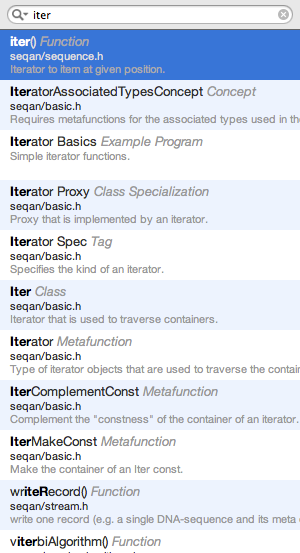 iter
iter() Function
seqan/sequence.h
Iterator to item at given position.
IteratorAssociatedTypesConcept Concept
seqan/basic.h
Requires metafunctions for the associated types used in the
Iterator Basics Example Program
Simple iterator functions.
Iterator Proxy Class Specialization
seqan/basic.h
Proxy that is implemented by an iterator.
Iterator Spec Tag
seqan/basic.h
Specifies the kind of an iterator.
Iter Class
seqan/basic.h
Iterator that is used to traverse containers.
Iterator Metafunction
seqan/basic.h
Type of iterator objects that are used to traverse the contain
IterComplementConst Metafunction
seqan/basic.h
Complement the "constness" of the container of an iterator.
IterMakeConst Metafunction
seqan/basic.h
Make the container of an Iter const.
writeRecord() Function
seqan/stream.h
write one record (e.g. a single DNA-sequence and its meta
viterbiAlgorithm() Function